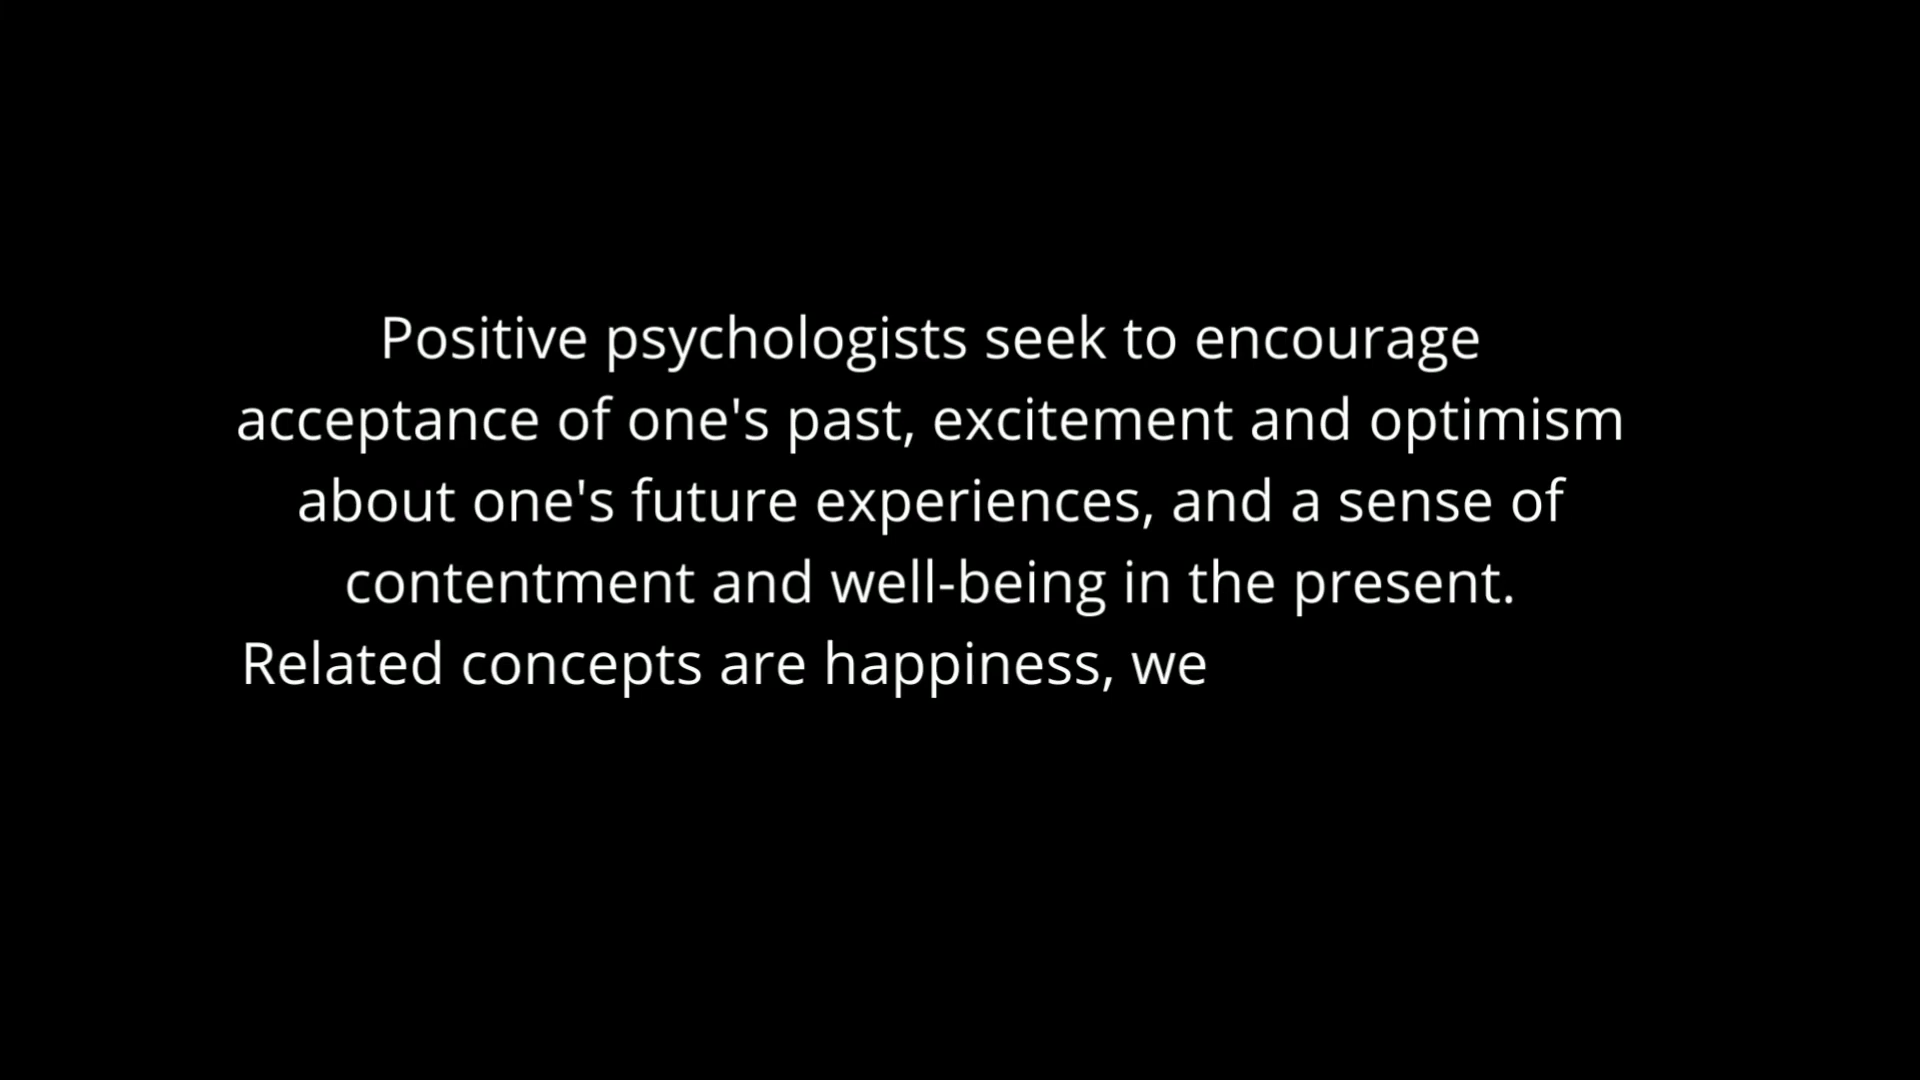 Positive psychologists seek to encourage
acceptance of one's past, excitement and optimism
about one's future experiences, and a sense of
contentment and well-being in the present.
Related concepts are happiness, we